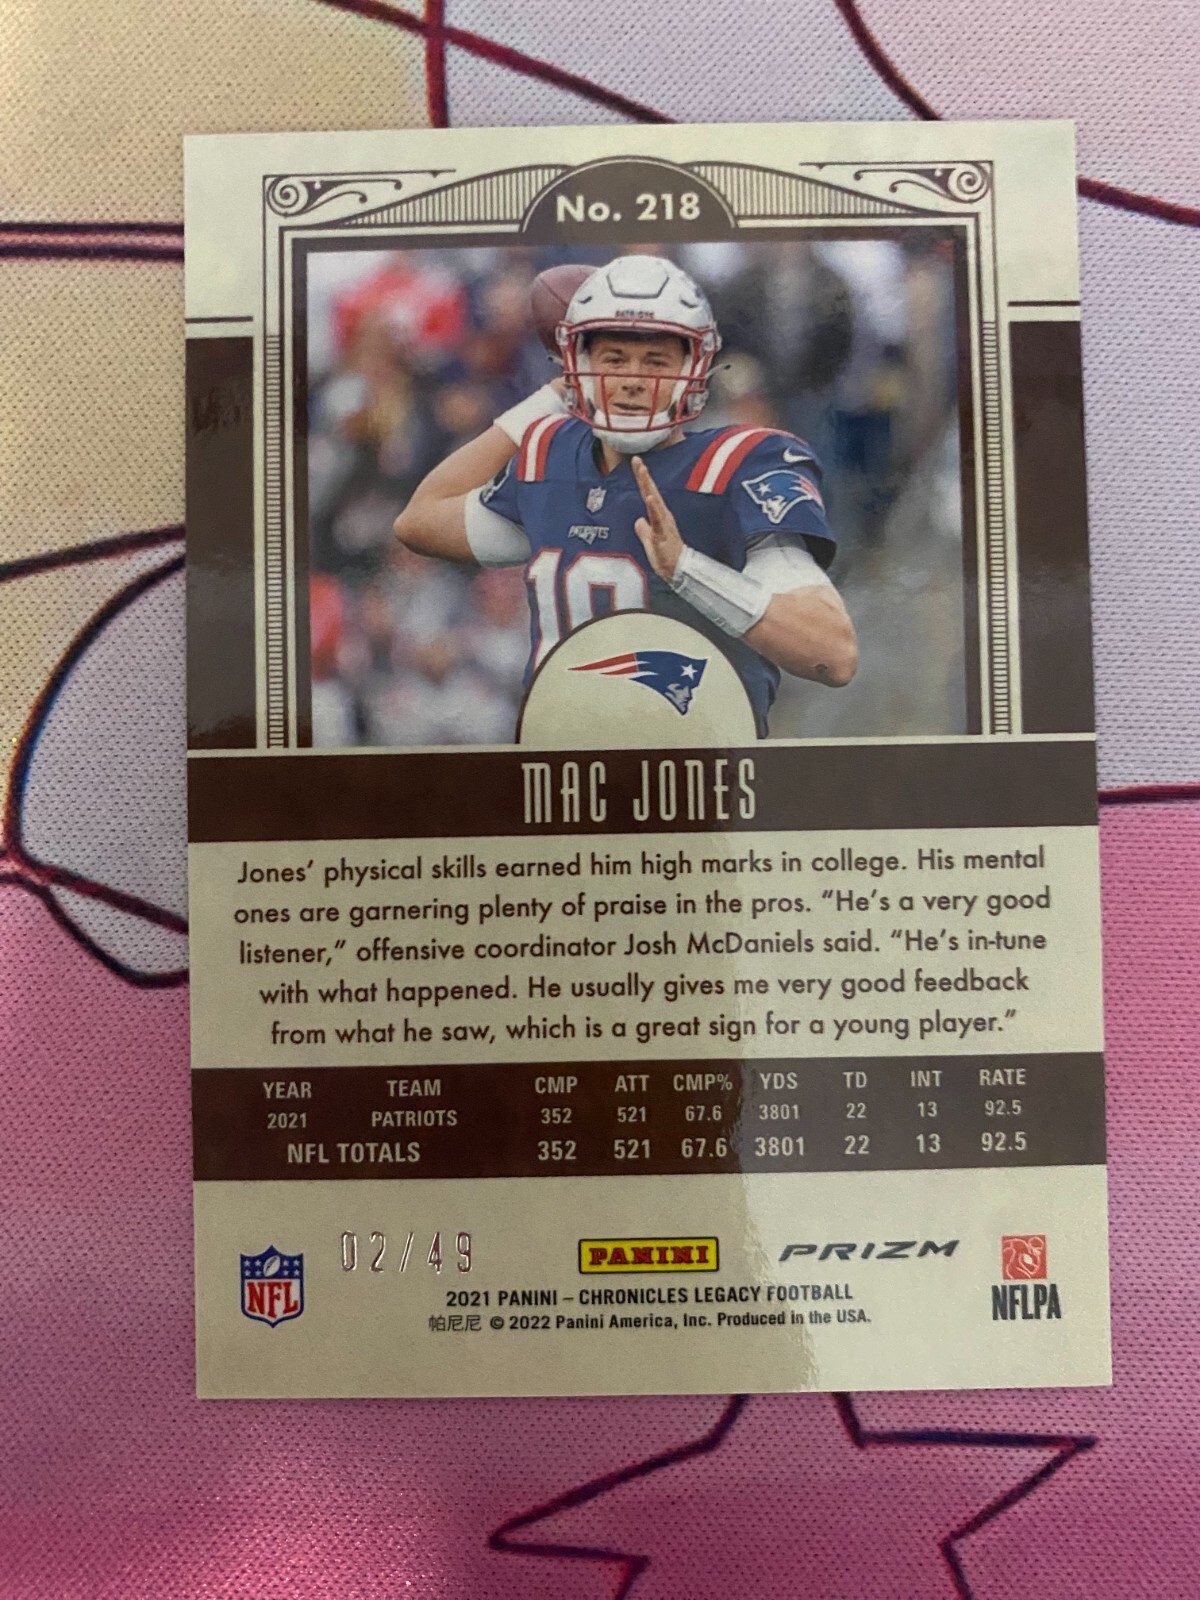 No. 218
PATRIOTS
PATRIOTS
10
MAC JONES
Jones’ physical skills earned him high marks in college. His mental
ones are garnering plenty of praise in the pros. “He’s a very good
listener,” offensive coordinator Josh McDaniels said. “He’s in-tune
with what happened. He usually gives me very good feedback
from what he saw, which is a great sign for a young player.”
YEAR TEAM CMP ATT CMP% YDS TD INT RATE
2021 PATRIOTS 352 521 67.6 3801 22 13 92.5
NFL TOTALS 352 521 67.6 3801 22 13 92.5
NFL 02/49 PANINI PRIZM NFLPA
2021 PANINI – CHRONICLES LEGACY FOOTBALL
帕尼尼 © 2022 Panini America, Inc. Produced in the USA.